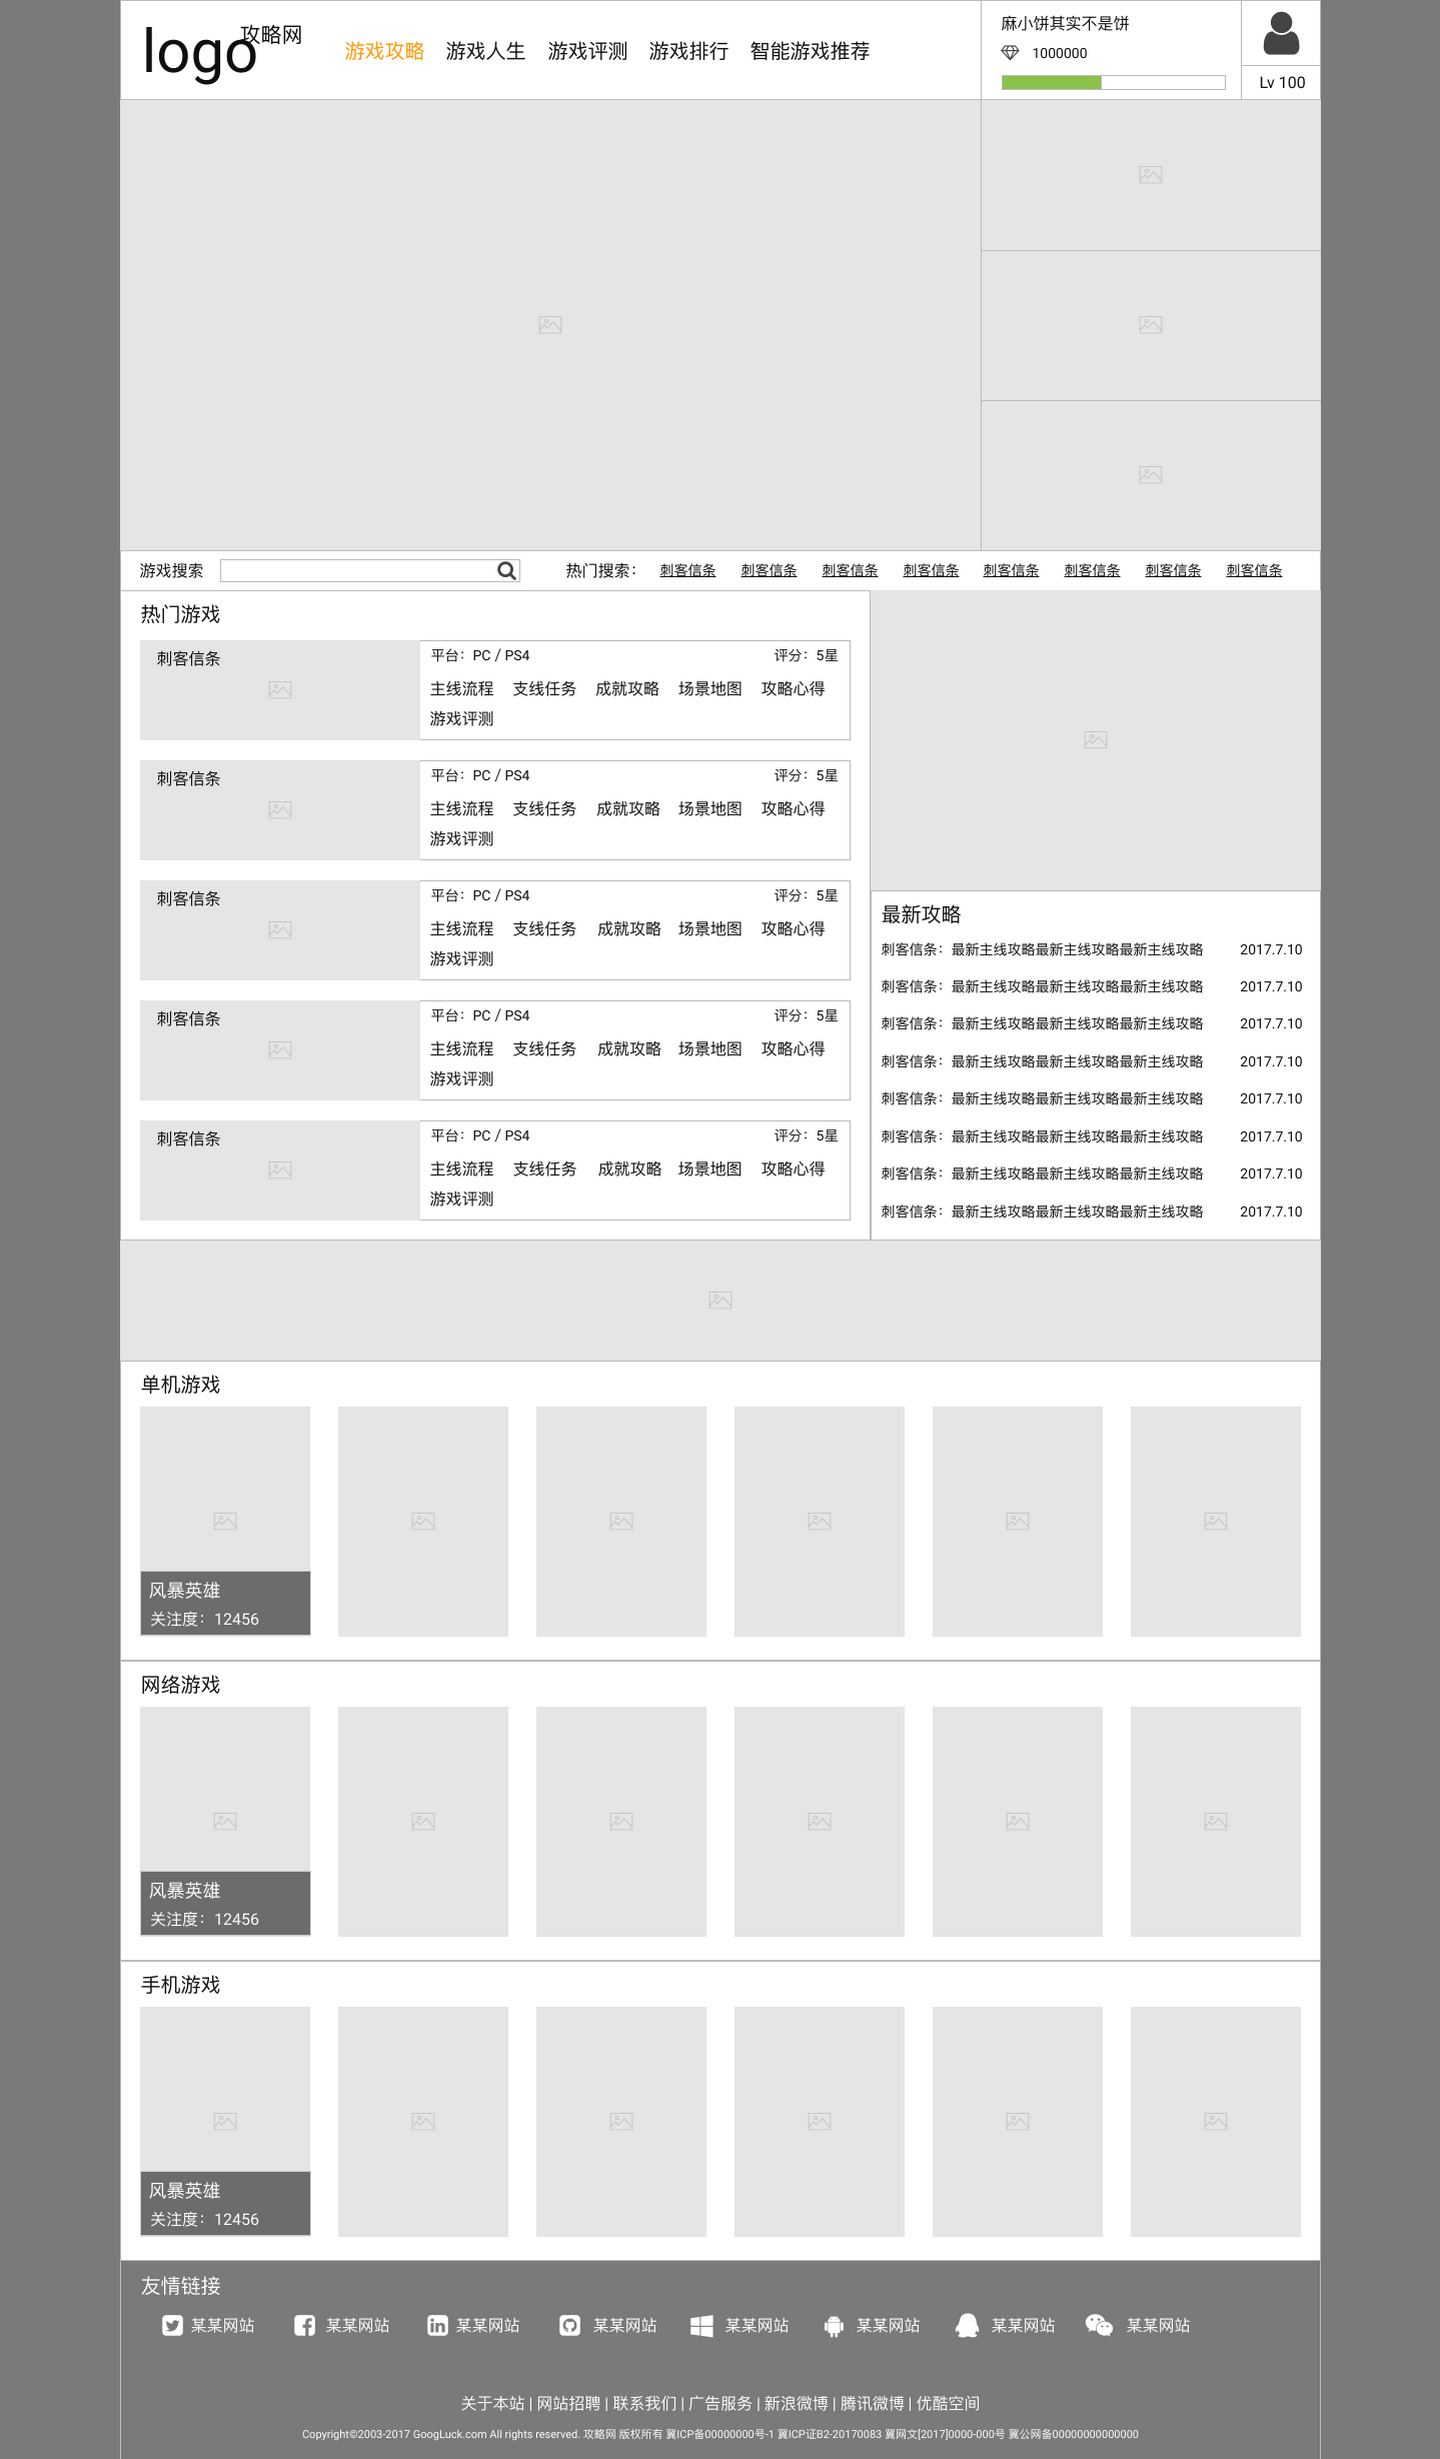 logo 攻略网
游戏攻略 游戏人生 游戏评测 游戏排行 智能游戏推荐
麻小饼其实不是饼
1000000
Lv 100
游戏搜索 热门搜索： 刺客信条 刺客信条 刺客信条 刺客信条 刺客信条 刺客信条 刺客信条 刺客信条
热门游戏
刺客信条
平台：PC / PS4 评分：5星
主线流程 支线任务 成就攻略 场景地图 攻略心得
游戏评测
刺客信条
平台：PC / PS4 评分：5星
主线流程 支线任务 成就攻略 场景地图 攻略心得
游戏评测
刺客信条
平台：PC / PS4 评分：5星
主线流程 支线任务 成就攻略 场景地图 攻略心得
游戏评测
刺客信条
平台：PC / PS4 评分：5星
主线流程 支线任务 成就攻略 场景地图 攻略心得
游戏评测
刺客信条
平台：PC / PS4 评分：5星
主线流程 支线任务 成就攻略 场景地图 攻略心得
游戏评测
最新攻略
刺客信条：最新主线攻略最新主线攻略最新主线攻略 2017.7.10
刺客信条：最新主线攻略最新主线攻略最新主线攻略 2017.7.10
刺客信条：最新主线攻略最新主线攻略最新主线攻略 2017.7.10
刺客信条：最新主线攻略最新主线攻略最新主线攻略 2017.7.10
刺客信条：最新主线攻略最新主线攻略最新主线攻略 2017.7.10
刺客信条：最新主线攻略最新主线攻略最新主线攻略 2017.7.10
刺客信条：最新主线攻略最新主线攻略最新主线攻略 2017.7.10
刺客信条：最新主线攻略最新主线攻略最新主线攻略 2017.7.10
单机游戏
风暴英雄
关注度：12456
网络游戏
风暴英雄
关注度：12456
手机游戏
风暴英雄
关注度：12456
友情链接
某某网站 某某网站 某某网站 某某网站 某某网站 某某网站 某某网站 某某网站
关于本站 | 网站招聘 | 联系我们 | 广告服务 | 新浪微博 | 腾讯微博 | 优酷空间
Copyright©2003-2017 GoogLuck.com All rights reserved. 攻略网 版权所有 冀ICP备00000000号-1 冀ICP证B2-20170083 冀网文[2017]0000-000号 冀公网备00000000000000